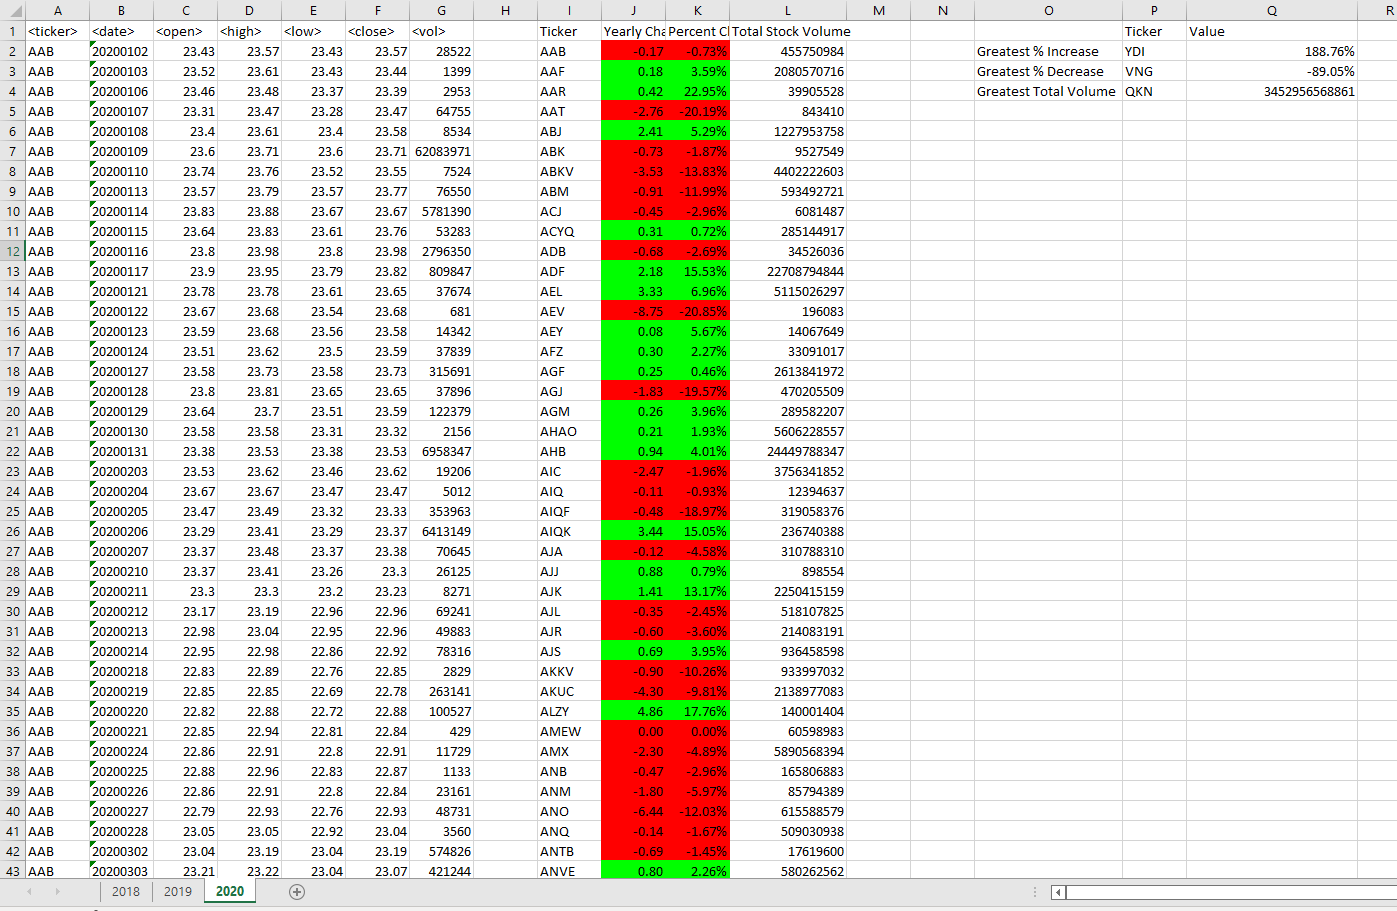 A B C D E F G H I J K L M N O P Q R
1 <ticker> <date> <open> <high> <low> <close> <vol> Ticker Yearly Cha Percent Cl Total Stock Volume Ticker Value
2 AAB 20200102 23.43 23.57 23.43 23.57 28522 AAB -0.17 -0.73% 455750984 Greatest % Increase YDI 188.76%
3 AAB 20200103 23.52 23.61 23.43 23.44 1399 AAF 0.18 3.59% 2080570716 Greatest % Decrease VNG -89.05%
4 AAB 20200106 23.46 23.48 23.37 23.39 2953 AAR 0.42 22.95% 39905528 Greatest Total Volume QKN 3452956568861
5 AAB 20200107 23.31 23.47 23.28 23.47 64755 AAT -2.76 -20.19% 843410
6 AAB 20200108 23.4 23.61 23.4 23.58 8534 ABJ 2.41 5.29% 1227953758
7 AAB 20200109 23.6 23.71 23.6 23.71 62083971 ABK -0.73 -1.87% 9527549
8 AAB 20200110 23.74 23.76 23.52 23.55 7524 ABKV -3.53 -13.83% 4402222603
9 AAB 20200113 23.57 23.79 23.57 23.77 76550 ABM -0.91 -11.99% 593492721
10 AAB 20200114 23.83 23.88 23.67 23.67 5781390 ACJ -0.45 -2.96% 6081487
11 AAB 20200115 23.64 23.83 23.61 23.76 53283 ACYQ 0.31 0.72% 285144917
12 AAB 20200116 23.8 23.98 23.8 23.98 2796350 ADB -0.68 -2.69% 34526036
13 AAB 20200117 23.9 23.95 23.79 23.82 809847 ADF 2.18 15.53% 22708794844
14 AAB 20200121 23.78 23.78 23.61 23.65 37674 AEL 3.33 6.96% 5115026297
15 AAB 20200122 23.67 23.68 23.54 23.68 681 AEV -8.75 -20.85% 196083
16 AAB 20200123 23.59 23.68 23.56 23.58 14342 AEY 0.08 5.67% 14067649
17 AAB 20200124 23.51 23.62 23.5 23.59 37839 AFZ 0.30 2.27% 33091017
18 AAB 20200127 23.58 23.73 23.58 23.73 315691 AGF 0.25 0.46% 2613841972
19 AAB 20200128 23.8 23.81 23.65 23.65 37896 AGJ -1.83 -19.57% 470205509
20 AAB 20200129 23.64 23.7 23.51 23.59 122379 AGM 0.26 3.96% 289582207
21 AAB 20200130 23.58 23.58 23.31 23.32 2156 AHAO 0.21 1.93% 5606228557
22 AAB 20200131 23.38 23.53 23.38 23.53 6958347 AHB 0.94 4.01% 24449788347
23 AAB 20200203 23.53 23.62 23.46 23.62 19206 AIC -2.47 -1.96% 3756341852
24 AAB 20200204 23.67 23.67 23.47 23.47 5012 AIQ -0.11 -0.93% 12394637
25 AAB 20200205 23.47 23.49 23.32 23.33 353963 AIQF -0.48 -18.97% 319058376
26 AAB 20200206 23.29 23.41 23.29 23.37 6413149 AIQK 3.44 15.05% 236740388
27 AAB 20200207 23.37 23.48 23.37 23.38 70645 AJA -0.12 -4.58% 310788310
28 AAB 20200210 23.37 23.41 23.26 23.3 26125 AJJ 0.88 0.79% 898554
29 AAB 20200211 23.3 23.3 23.2 23.23 8271 AJK 1.41 13.17% 2250415159
30 AAB 20200212 23.17 23.19 22.96 22.96 69241 AJL -0.35 -2.45% 518107825
31 AAB 20200213 22.98 23.04 22.95 22.96 49883 AJR -0.60 -3.60% 214083191
32 AAB 20200214 22.95 22.98 22.86 22.92 78316 AJS 0.69 3.95% 936458598
33 AAB 20200218 22.83 22.89 22.76 22.85 2829 AKKV -0.90 -10.26% 933997032
34 AAB 20200219 22.85 22.85 22.69 22.78 263141 AKUC -4.30 -9.81% 2138977083
35 AAB 20200220 22.82 22.88 22.72 22.88 100527 ALZY 4.86 17.76% 140001404
36 AAB 20200221 22.85 22.94 22.81 22.84 429 AMEW 0.00 0.00% 60598983
37 AAB 20200224 22.86 22.91 22.8 22.91 11729 AMX -2.30 -4.89% 5890568394
38 AAB 20200225 22.88 22.96 22.83 22.87 1133 ANB -0.47 -2.96% 165806883
39 AAB 20200226 22.86 22.91 22.8 22.84 23161 ANM -1.80 -5.97% 85794389
40 AAB 20200227 22.79 22.93 22.76 22.93 48731 ANO -6.44 -12.03% 615588579
41 AAB 20200228 23.05 23.05 22.92 23.04 3560 ANQ -0.14 -1.67% 509030938
42 AAB 20200302 23.04 23.19 23.04 23.19 574826 ANTB -0.69 -1.45% 17619600
43 AAB 20200303 23.21 23.22 23.04 23.07 421244 ANVE 0.80 2.26% 580262562
2018 2019 2020